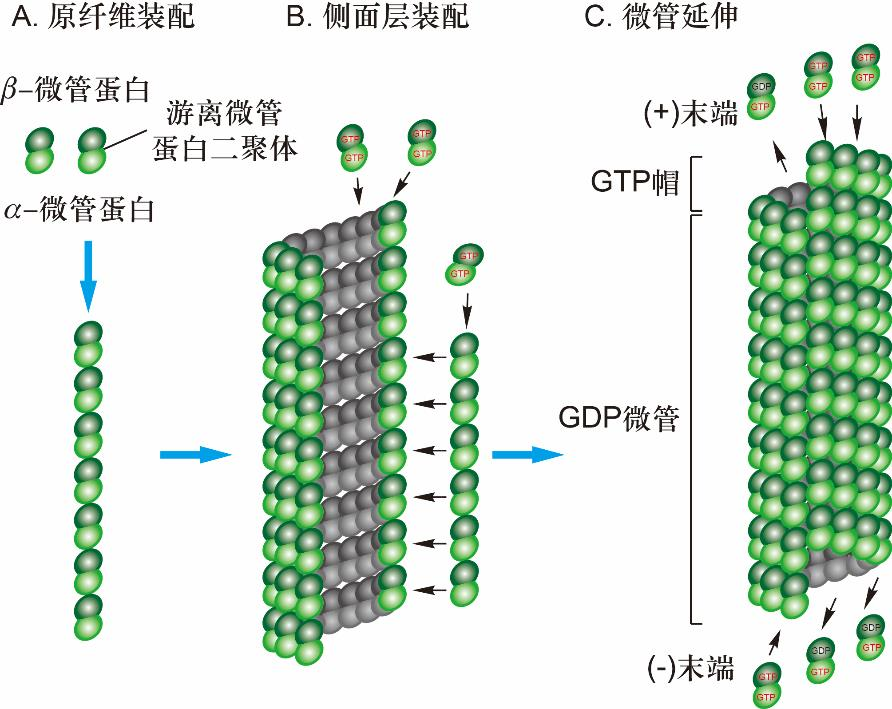 A. 原纤维装配
B. 侧面层装配
C. 微管延伸
β-微管蛋白
游离微管
蛋白二聚体
α-微管蛋白
GTP
GTP
GTP
GTP
GTP
GTP
(+)末端
GDP
GTP
GTP
GTP
GTP
GTP
GTP帽
GDP微管
(-)末端
GTP
GTP
GDP
GTP
GDP
GTP